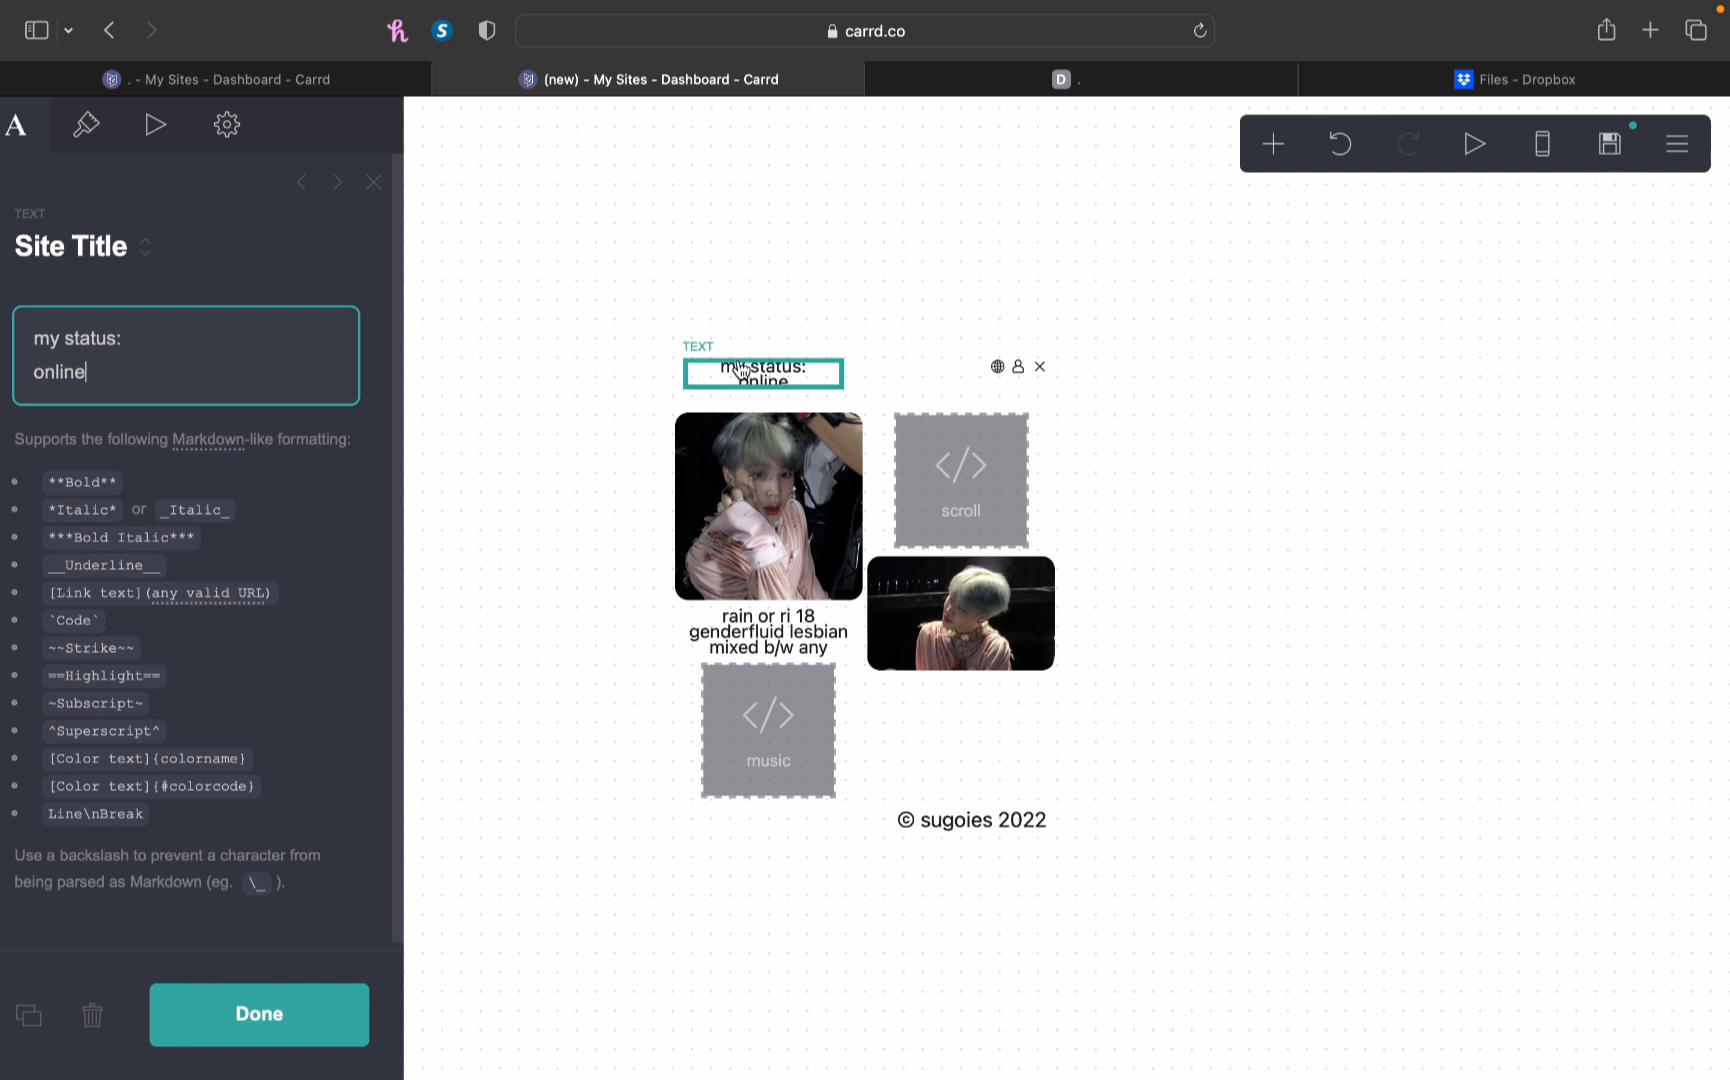 carrd.co
. - My Sites - Dashboard - Carrd
(new) - My Sites - Dashboard - Carrd
D .
Files - Dropbox
A
TEXT
Site Title
my status:
online
Supports the following Markdown-like formatting:
**Bold**
*Italic* or _Italic_
***Bold Italic***
__Underline__
[Link text](any valid URL)
`Code`
~~Strike~~
==Highlight==
~Subscript~
^Superscript^
[Color text]{colorname}
[Color text]{#colorcode}
Line\nBreak
Use a backslash to prevent a character from
being parsed as Markdown (eg. \_ ).
Done
TEXT
my status:
online
scroll
rain or ri 18
genderfluid lesbian
mixed b/w any
music
© sugoies 2022